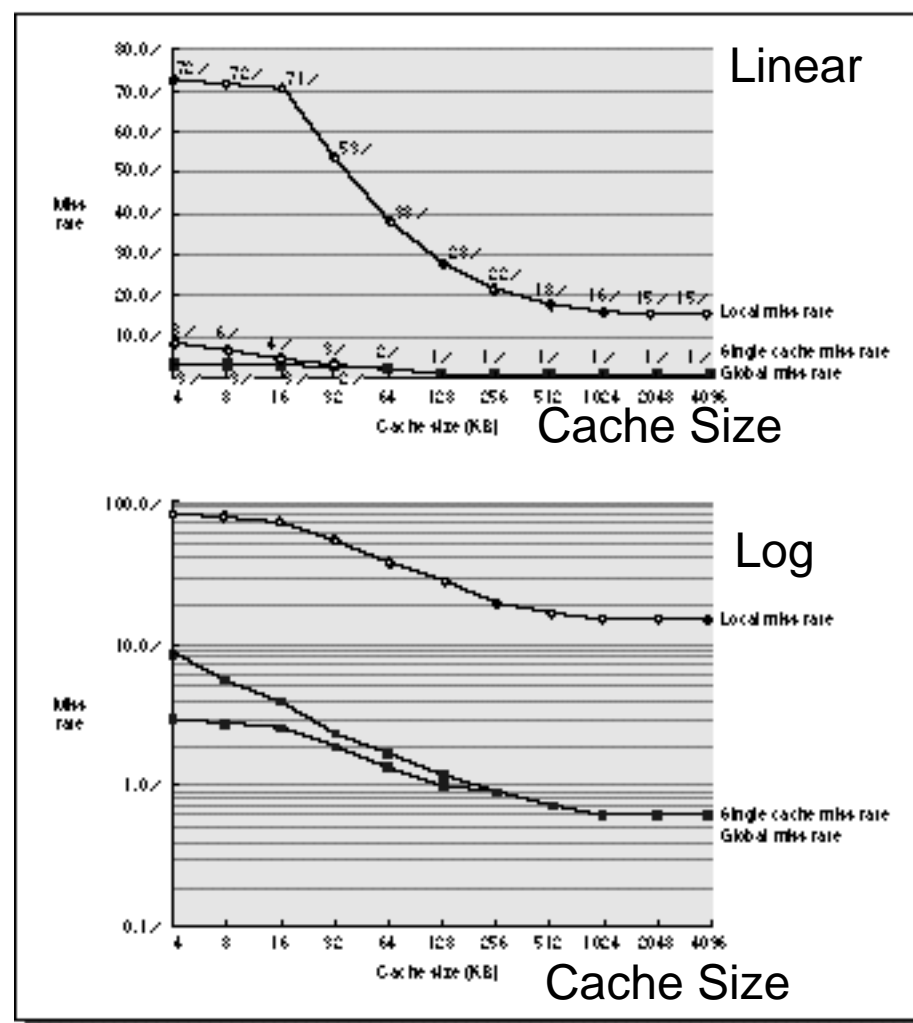 Linear
80.0/
72/ 72/ 71/
70.0/
60.0/
59/
50.0/
Miss
rate
40.0/
38/
30.0/
28/
22/
20.0/
18/ 16/ 15/ 15/
Local miss rate
10.0/
8/ 6/ 4/ 3/ 2/ 1/ 1/ 1/ 1/ 1/ 1/
Single cache miss rate
Global miss rate
3/ 3/ 3/ 2/
4 8 16 32 64 128 256 512 1024 2048 4096
Cache size (KB)
Cache Size
100.0/
Log
Local miss rate
10.0/
Miss
rate
1.0/
Single cache miss rate
Global miss rate
0.1/
4 8 16 32 64 128 256 512 1024 2048 4096
Cache size (KB)
Cache Size